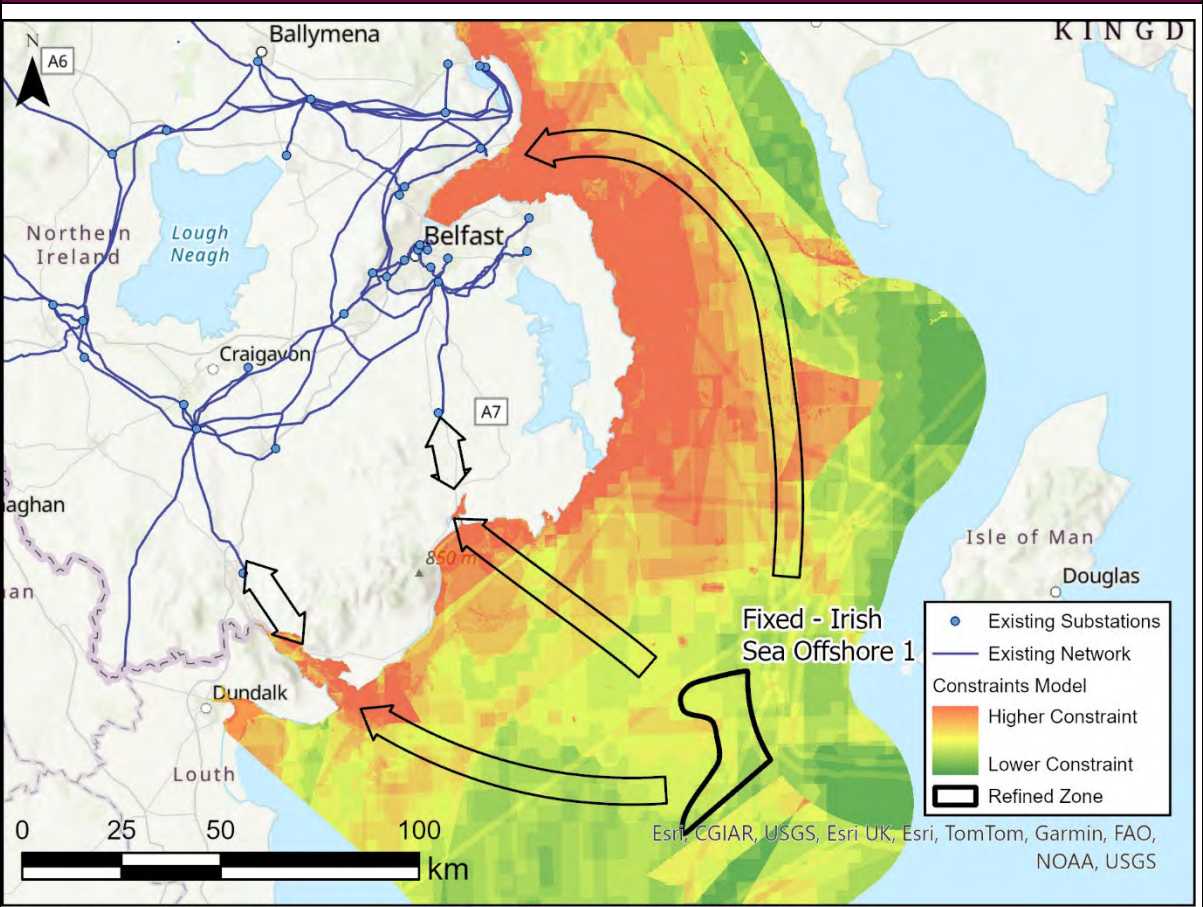 KINGD
N
A6
Ballymena
Northern
Ireland
Lough
Neagh
Belfast
Craigavon
A7
aghan
an
850 m
Isle of Man
Douglas
Fixed - Irish
Sea Offshore 1
Dundalk
Louth
Existing Substations
Existing Network
Constraints Model
Higher Constraint
Lower Constraint
Refined Zone
0 25 50 100
km
Esri, CGIAR, USGS, Esri UK, Esri, TomTom, Garmin, FAO,
NOAA, USGS